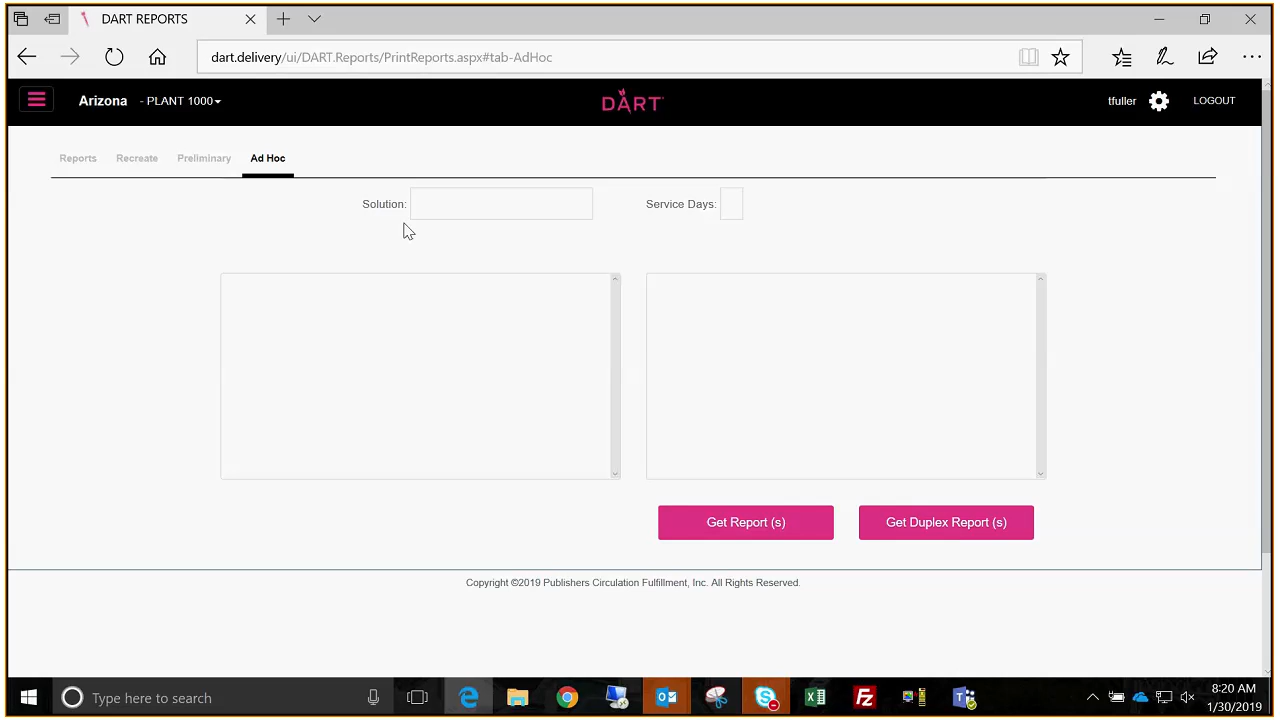 DART REPORTS
dart.delivery/ui/DART.Reports/PrintReports.aspx#tab-AdHoc
Arizona - PLANT 1000
DART
tfuller
LOGOUT
Reports Recreate Preliminary Ad Hoc
Solution:
Service Days:
Get Report (s)
Get Duplex Report (s)
Copyright ©2019 Publishers Circulation Fulfillment, Inc. All Rights Reserved.
Type here to search
8:20 AM
1/30/2019